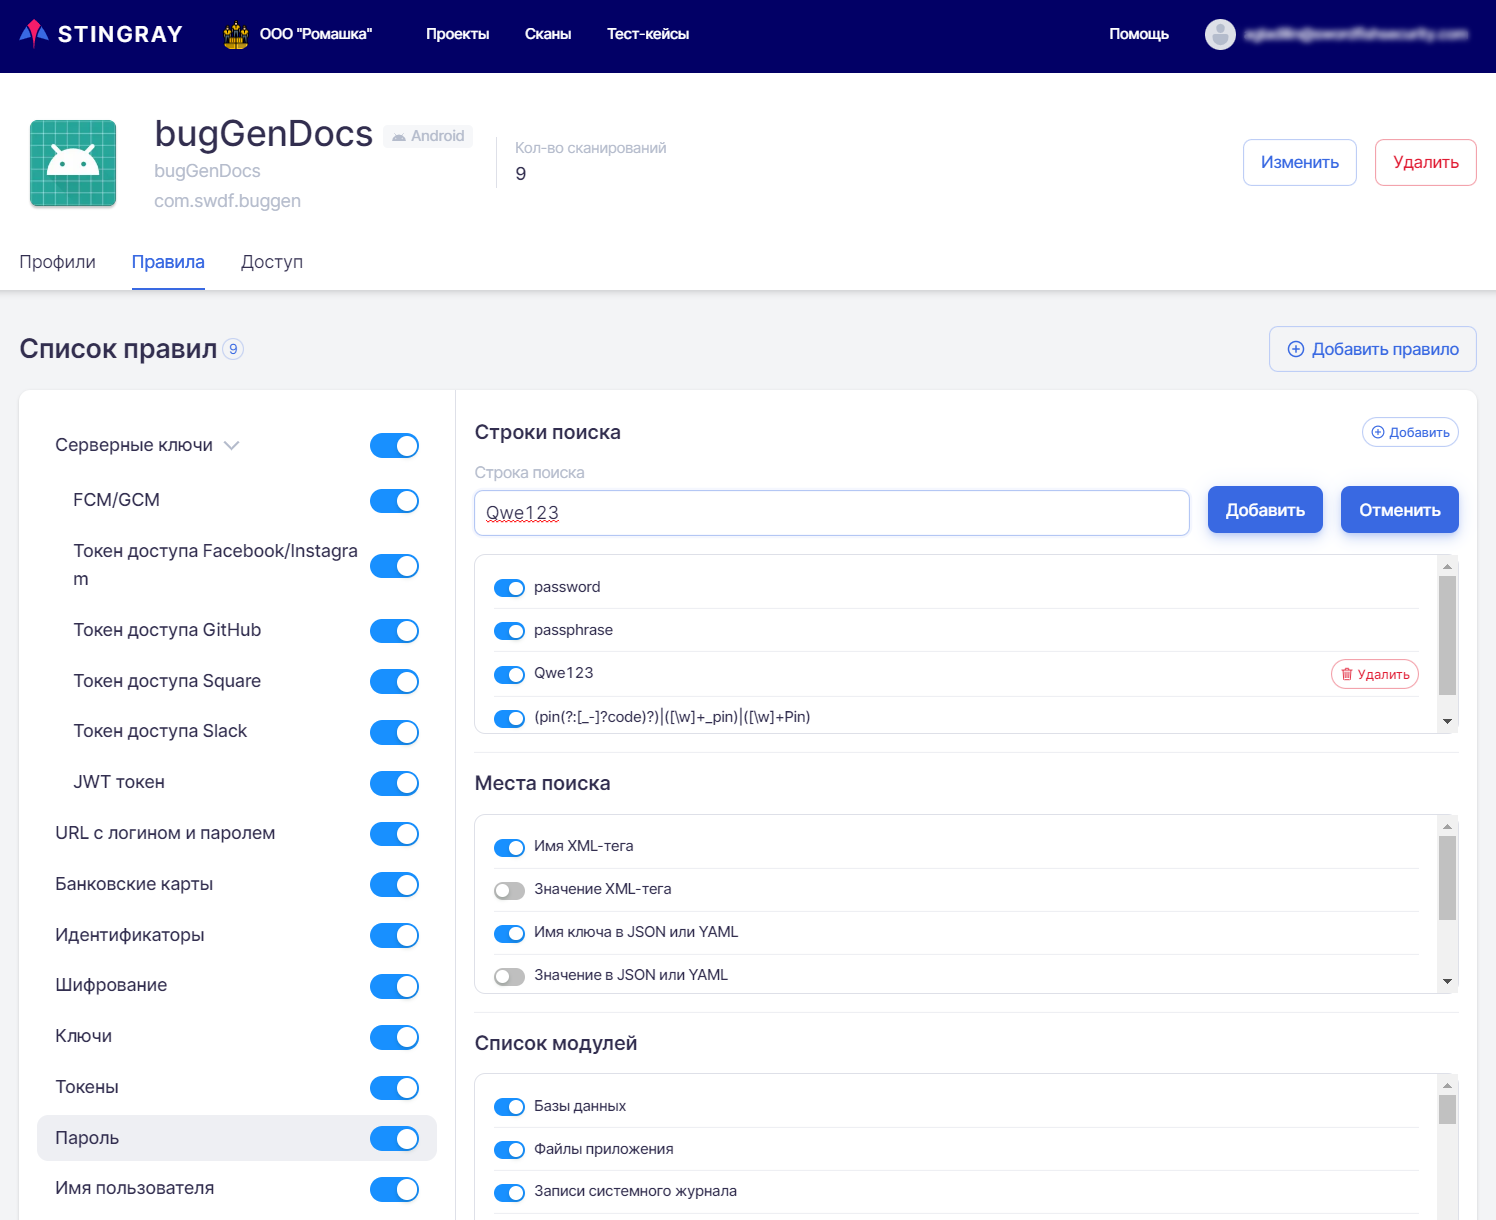 STINGRAY
ООО "Ромашка"
Проекты
Сканы
Тест-кейсы
Помощь
bugGenDocs
Android
bugGenDocs
com.swdf.buggen
Кол-во сканирований
9
Изменить
Удалить
Профили
Правила
Доступ
Список правил 9
Добавить правило
Серверные ключи
FCM/GCM
Токен доступа Facebook/Instagra
m
Токен доступа GitHub
Токен доступа Square
Токен доступа Slack
JWT токен
URL с логином и паролем
Банковские карты
Идентификаторы
Шифрование
Ключи
Токены
Пароль
Имя пользователя
Строки поиска
Добавить
Строка поиска
Qwe123
Добавить
Отменить
password
passphrase
Qwe123
Удалить
(pin(?:[_-]?code)?)|([\w]+_pin)|([\w]+Pin)
Места поиска
Имя XML-тега
Значение XML-тега
Имя ключа в JSON или YAML
Значение в JSON или YAML
Список модулей
Базы данных
Файлы приложения
Записи системного журнала